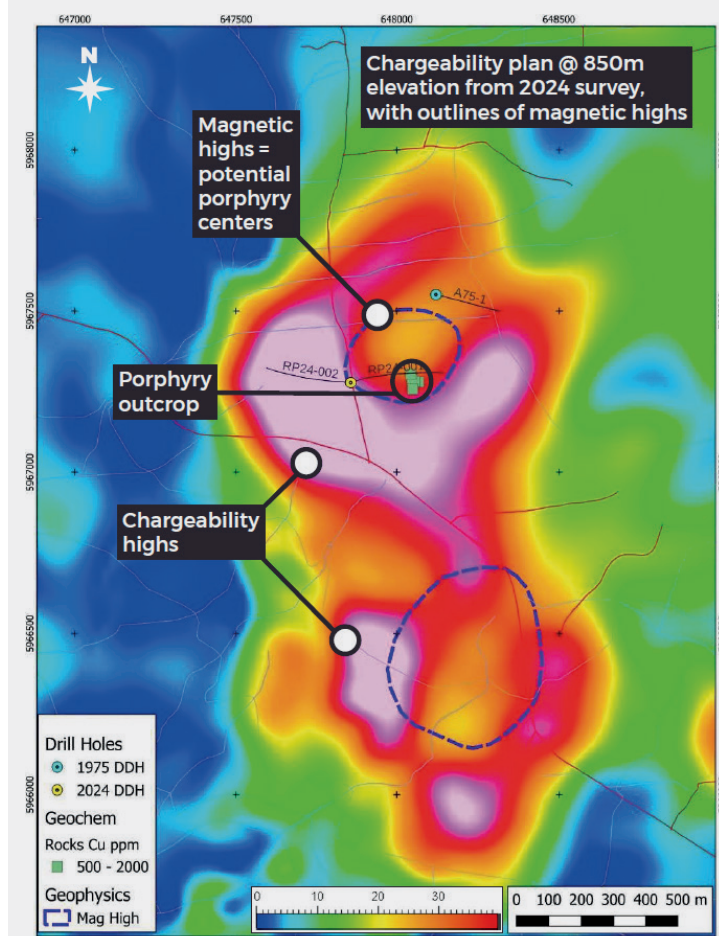 647000
647500
648000
648500
N
Chargeability plan @ 850m
elevation from 2024 survey,
with outlines of magnetic highs
Magnetic
highs =
potential
porphyry
centers
5968000
5967500
5967000
5966500
5966000
A75-1
RP24-002
Porphyry
outcrop
Chargeability
highs
Drill Holes
1975 DDH
2024 DDH
Geochem
Rocks Cu ppm
500 - 2000
Geophysics
Mag High
0 10 20 30
0 100 200 300 400 500 m